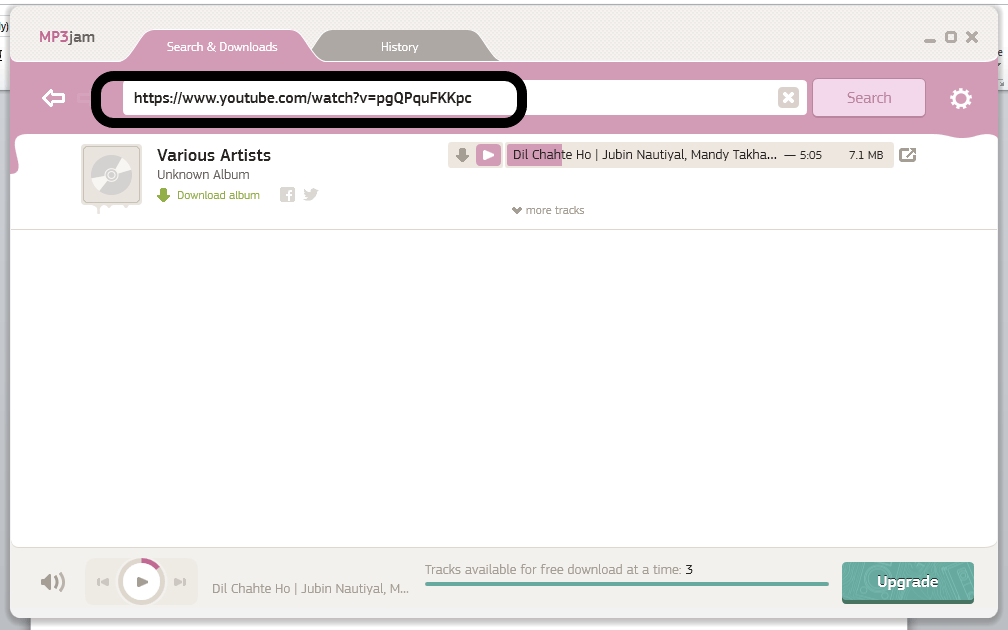 MP3jam
Search & Downloads
History
https://www.youtube.com/watch?v=pgQPquFKKpc
Search
Various Artists
Unknown Album
Download album
Dil Chahte Ho | Jubin Nautiyal, Mandy Takha... — 5:05 7.1 MB
more tracks
Dil Chahte Ho | Jubin Nautiyal, M...
Tracks available for free download at a time: 3
Upgrade